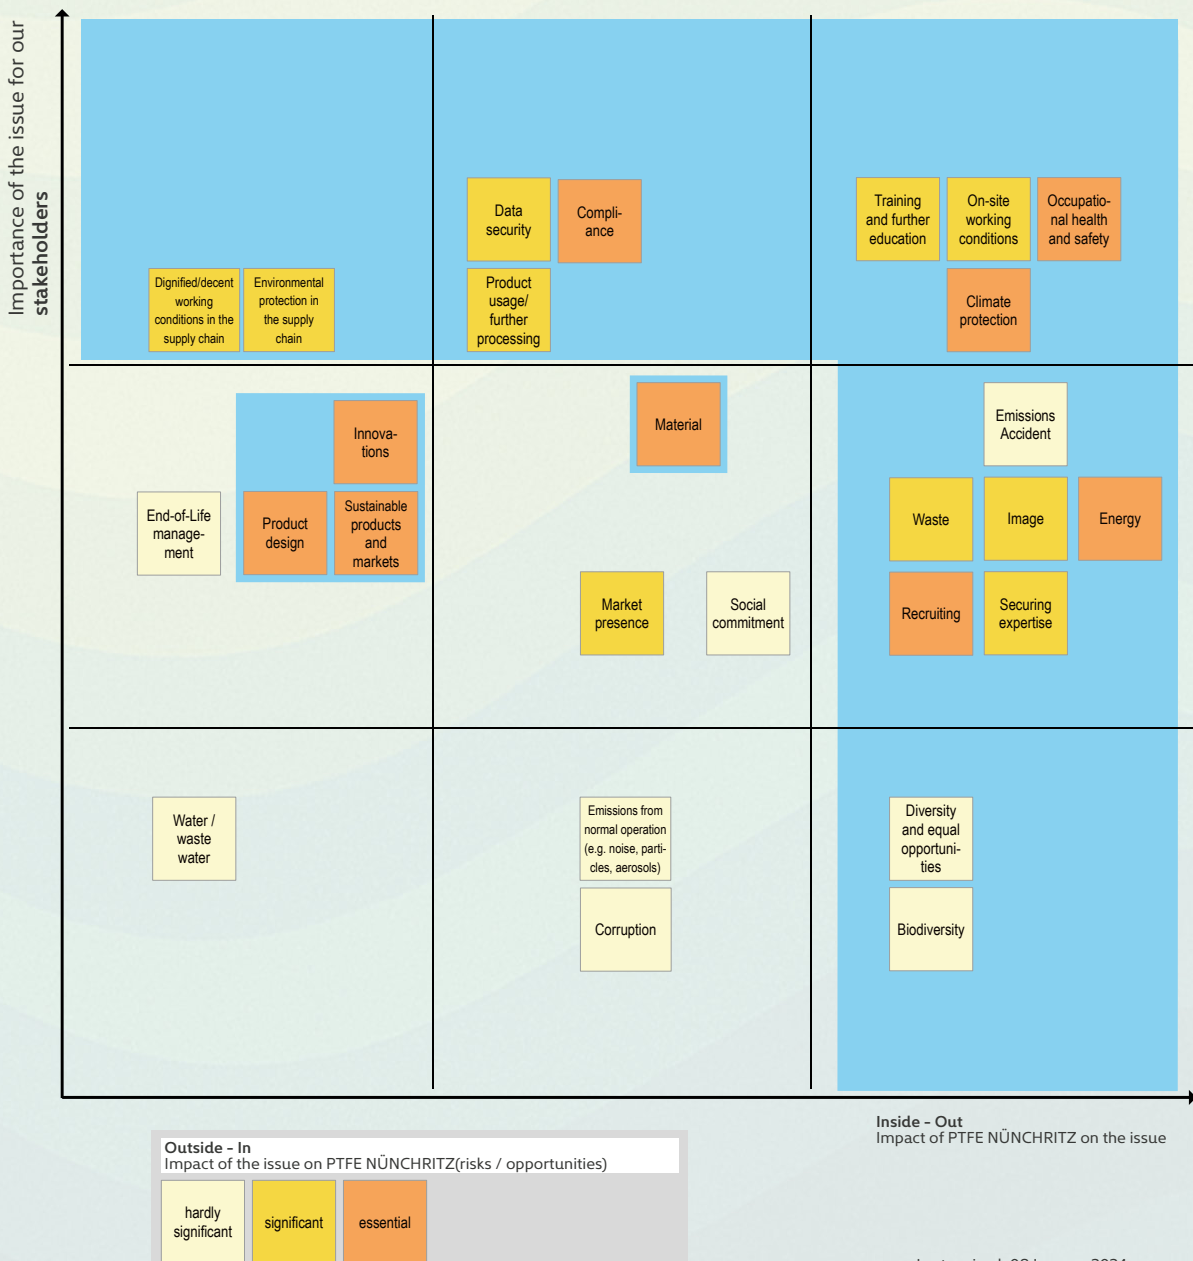 Importance of the issue for our
stakeholders
Data
security
Compli-
ance
Training
and further
education
On-site
working
conditions
Occupatio-
nal health
and safety
Dignified/decent
working
conditions in the
supply chain
Environmental
protection in
the supply
chain
Product
usage/
further
processing
Climate
protection
Innova-
tions
Material
Emissions
Accident
End-of-Life
manage-
ment
Product
design
Sustainable
products
and
markets
Waste
Image
Energy
Market
presence
Social
commitment
Recruiting
Securing
expertise
Water /
waste
water
Emissions from
normal operation
(e.g. noise, parti-
cles, aerosols)
Diversity
and equal
opportuni-
ties
Corruption
Biodiversity
Inside - Out
Impact of PTFE NÜNCHRITZ on the issue
Outside - In
Impact of the issue on PTFE NÜNCHRITZ(risks / opportunities)
hardly
significant
significant
essential